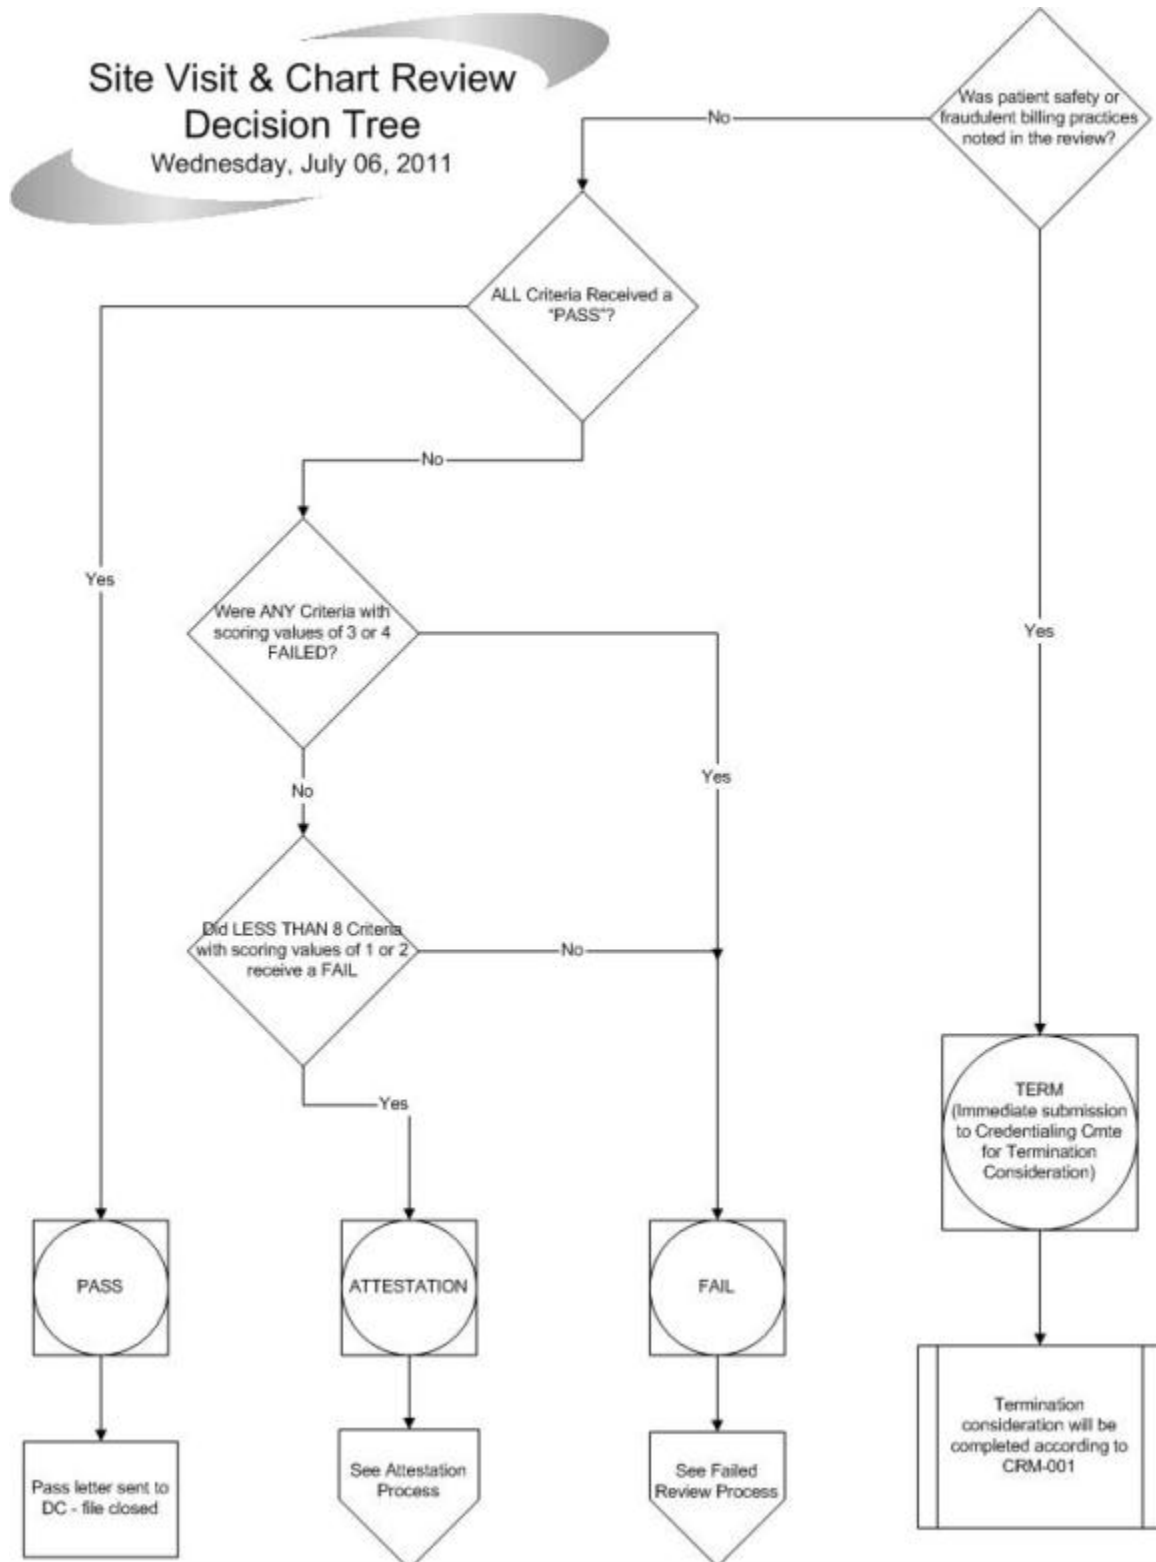 Site Visit & Chart Review
Decision Tree
Wednesday, July 06, 2011
Was patient safety or
fraudulent billing practices
noted in the review?
No
ALL Criteria Received a
"PASS"?
No
Yes
Were ANY Criteria with
scoring values of 3 or 4
FAILED?
Yes
Yes
No
Did LESS THAN 8 Criteria
with scoring values of 1 or 2
receive a FAIL
No
Yes
TERM
(Immediate submission
to Credentialing Cmte
for Termination
Consideration)
PASS
ATTESTATION
FAIL
Termination
consideration will be
completed according to
CRM-001
Pass letter sent to
DC - file closed
See Attestation
Process
See Failed
Review Process